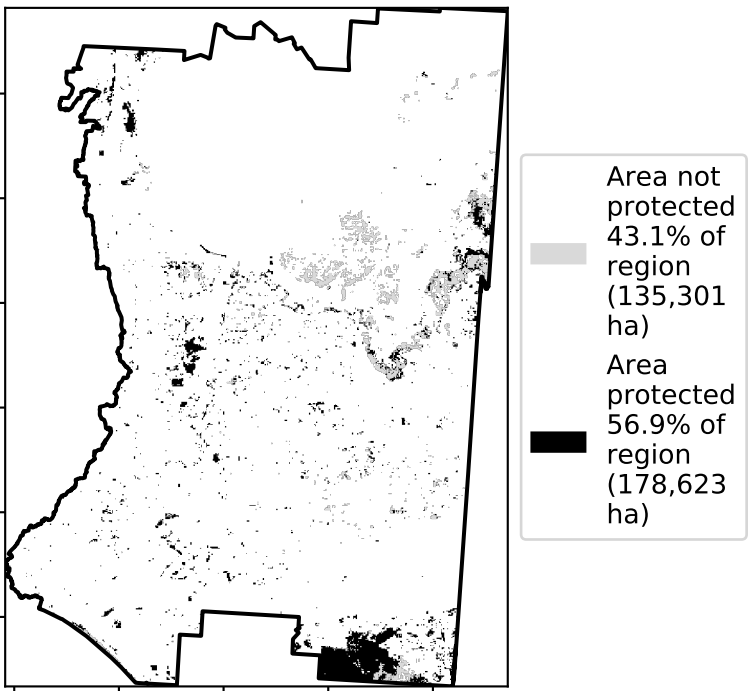 Area not
protected
43.1% of
region
(135,301
ha)
Area
protected
56.9% of
region
(178,623
ha)